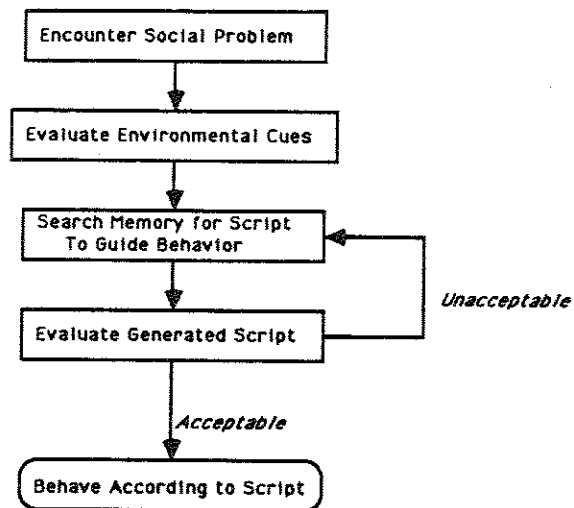 Encounter Social Problem
Evaluate Environmental Cues
Search Memory for Script
To Guide Behavior
Unacceptable
Evaluate Generated Script
Acceptable
Behave According to Script